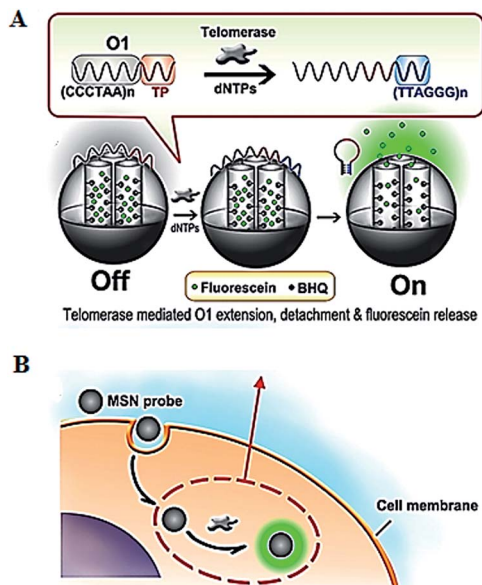 A
O1
Telomerase
(CCCTAA)n TP
dNTPs
(TTAGGG)n
dNTPs
Off
On
Fluorescein BHQ
Telomerase mediated O1 extension, detachment & fluorescein release
B
MSN probe
Cell membrane